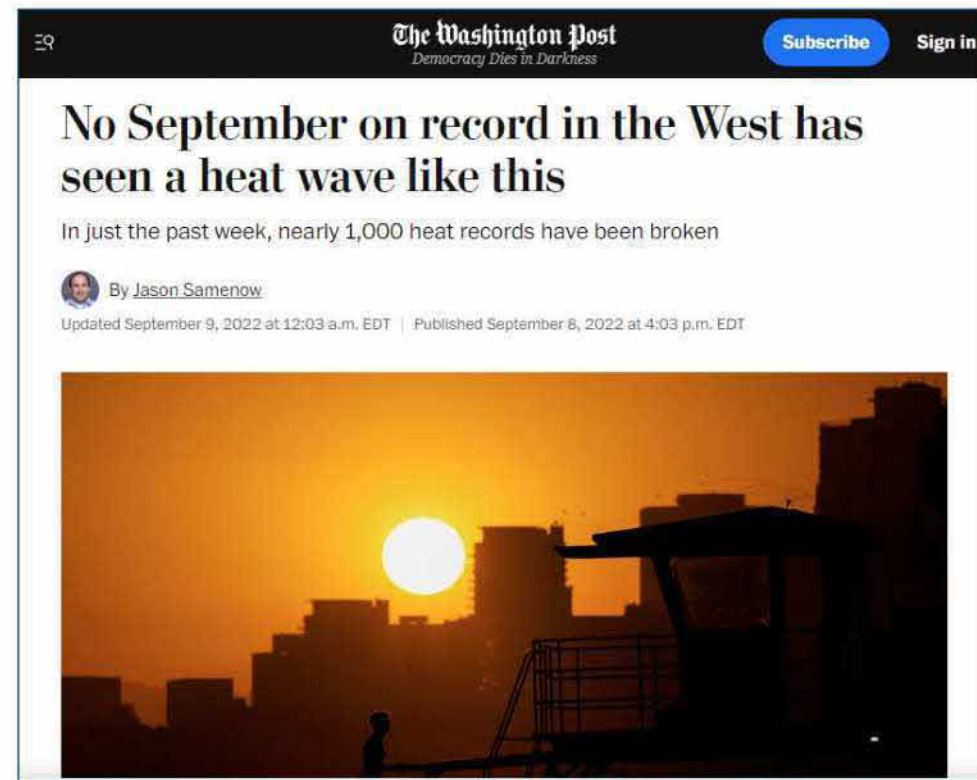 The Washington Post
Democracy Dies in Darkness
Subscribe
Sign in
No September on record in the West has
seen a heat wave like this
In just the past week, nearly 1,000 heat records have been broken
By Jason Samenow
Updated September 9, 2022 at 12:03 a.m. EDT | Published September 8, 2022 at 4:03 p.m. EDT